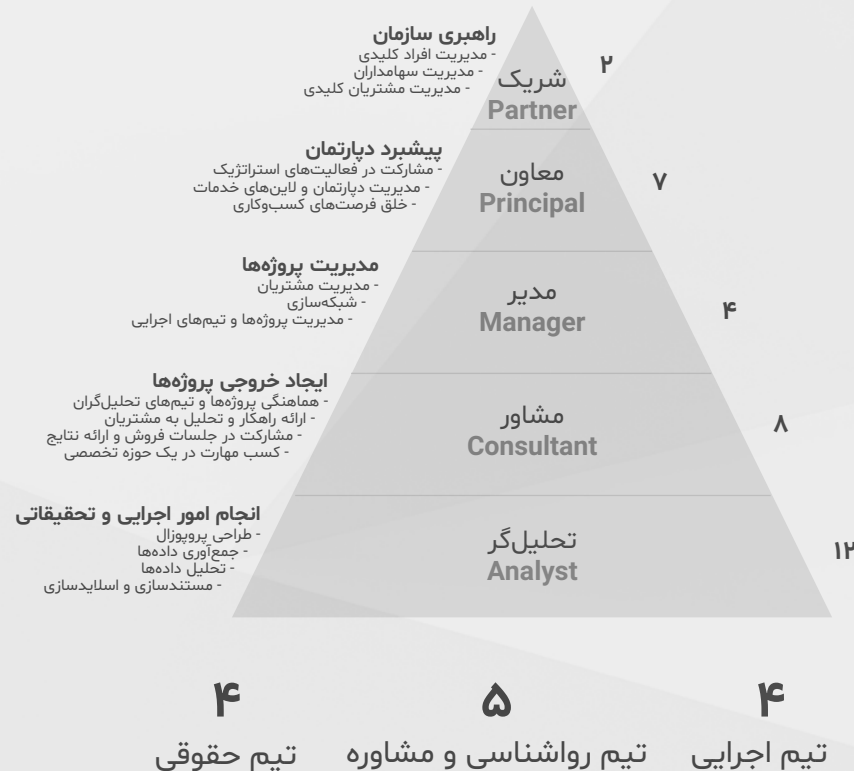 راهبری سازمان
- مدیریت افراد کلیدی
- مدیریت سهامداران
- مدیریت مشتریان کلیدی
شریک
Partner
۲
پیشبرد دپارتمان
- مشارکت در فعالیت‌های استراتژیک
- مدیریت دپارتمان و لاین‌های خدمات
- خلق فرصت‌های کسب‌وکاری
معاون
Principal
۷
مدیریت پروژه‌ها
- مدیریت مشتریان
- شبکه‌سازی
- مدیریت پروژه‌ها و تیم‌های اجرایی
مدیر
Manager
۴
ایجاد خروجی پروژه‌ها
- هماهنگی پروژه‌ها و تیم‌های تحلیل‌گران
- ارائه راهکار و تحلیل به مشتریان
- مشارکت در جلسات فروش و ارائه نتایج
- کسب مهارت در یک حوزه تخصصی
مشاور
Consultant
۸
انجام امور اجرایی و تحقیقاتی
- طراحی پروپوزال
- جمع‌آوری داده‌ها
- تحلیل داده‌ها
- مستندسازی و اسلایدسازی
تحلیل‌گر
Analyst
۱۲
۴
تیم اجرایی
۵
تیم رواشناسی و مشاوره
۴
تیم حقوقی